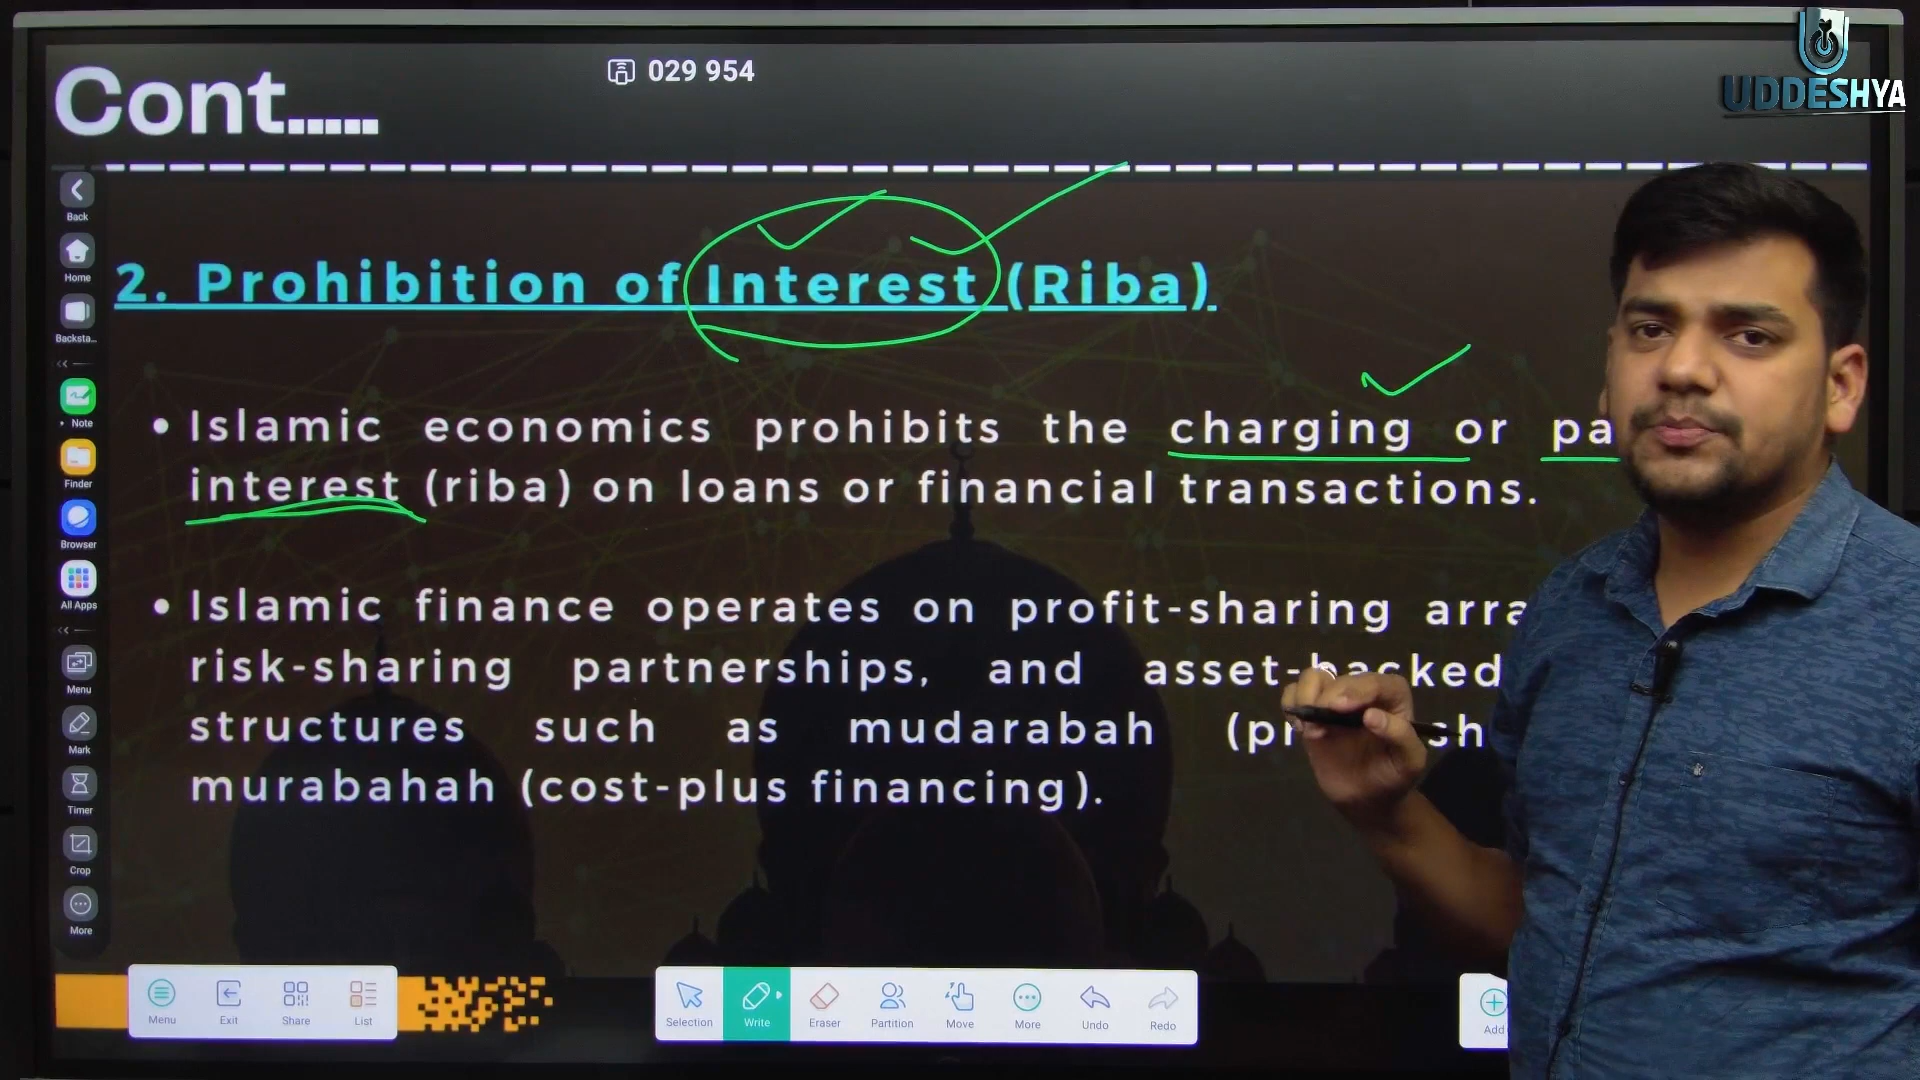 Cont.....
029 954
UDDESHYA
2. Prohibition of Interest (Riba)
• Islamic economics prohibits the charging or
interest (riba) on loans or financial transactions.
• Islamic finance operates on profit-sharing
risk-sharing partnerships, and asset-backed
structures such as mudarabah
murabahah (cost-plus financing).
Back
Home
Backsta...
Note
Finder
Browser
All Apps
Menu
Mark
Timer
Crop
More
Menu Exit Share List
Selection Write Eraser Partition Move More Undo Redo
Add